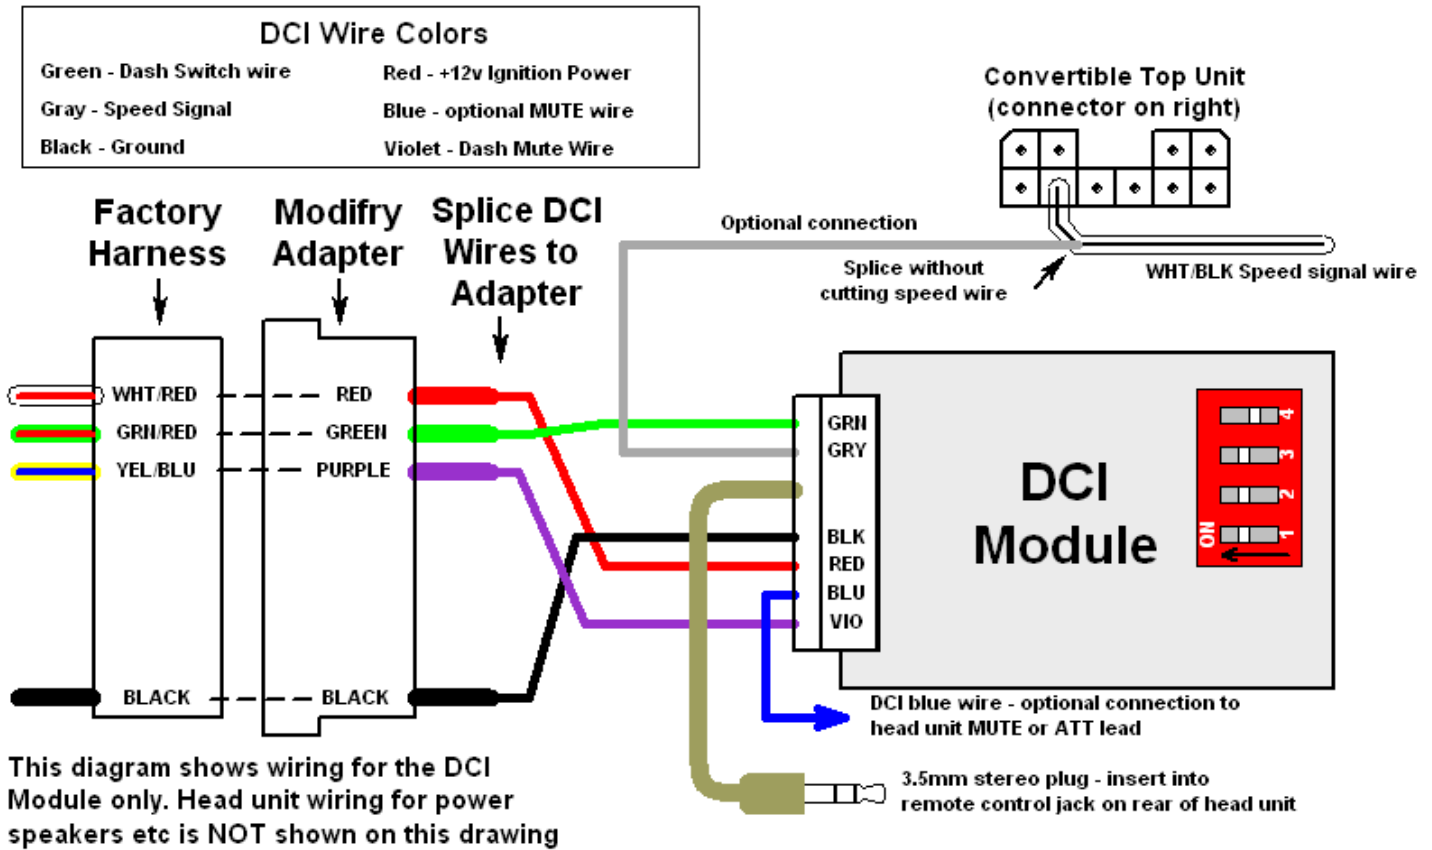 DCI Wire Colors
Green - Dash Switch wire
Red - +12v Ignition Power
Gray - Speed Signal
Blue - optional MUTE wire
Black - Ground
Violet - Dash Mute Wire
Convertible Top Unit
(connector on right)
Factory
Harness
Modifry
Adapter
Splice DCI
Wires to
Adapter
Optional connection
Splice without
cutting speed wire
WHT/BLK Speed signal wire
WHT/RED
RED
GRN/RED
GREEN
YEL/BLU
PURPLE
BLACK
BLACK
GRN
GRY
BLK
RED
BLU
VIO
DCI
Module
4
3
2
1
ON
DCI blue wire - optional connection to
head unit MUTE or ATT lead
3.5mm stereo plug - insert into
remote control jack on rear of head unit
This diagram shows wiring for the DCI
Module only. Head unit wiring for power
speakers etc is NOT shown on this drawing